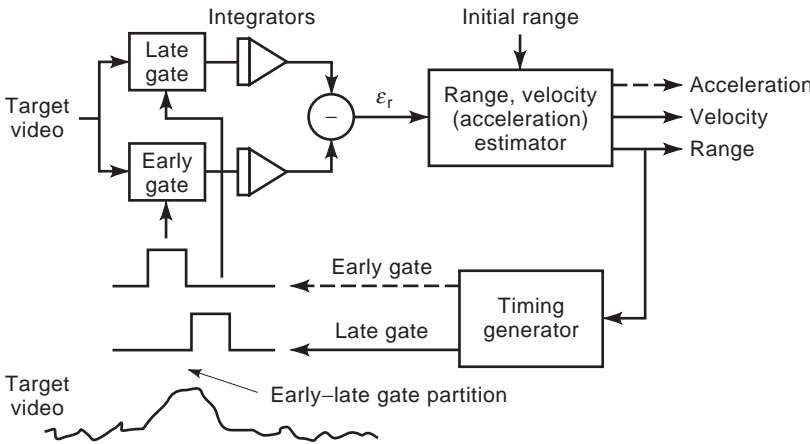 Integrators
Initial range
Late
gate
Target
video
Early
gate
−
εr
Range, velocity
(acceleration)
estimator
Acceleration
Velocity
Range
Early gate
Late gate
Timing
generator
Target
video
Early–late gate partition